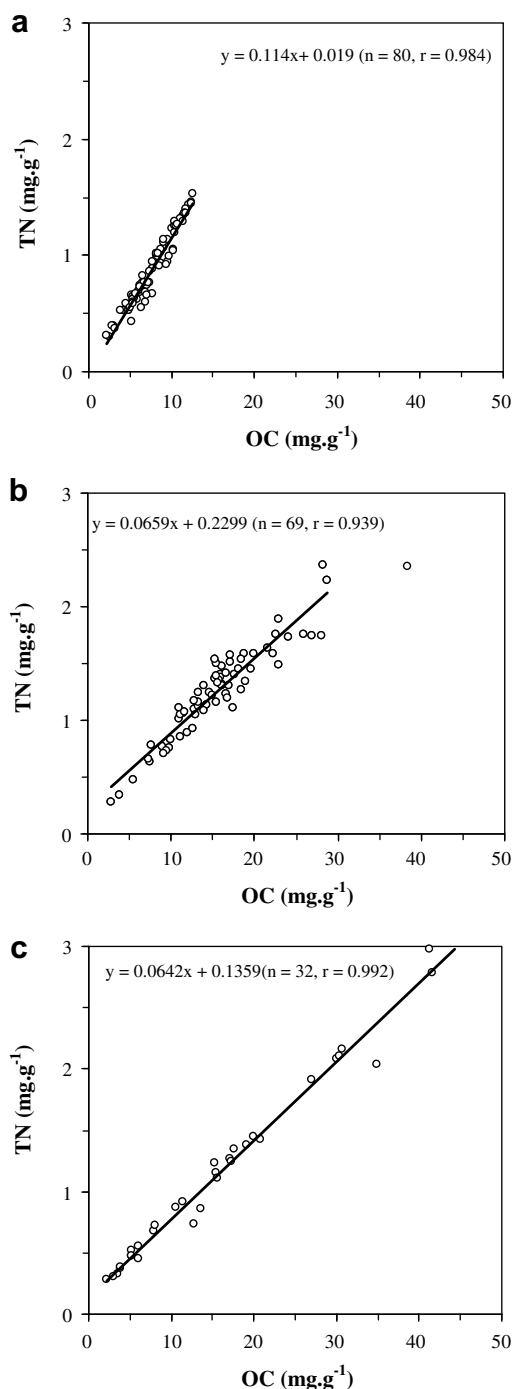 a
y = 0.114x+ 0.019 (n = 80, r = 0.984)
3
2
1
0
TN (mg.g⁻¹)
0 10 20 30 40 50
OC (mg.g⁻¹)
b
y = 0.0659x + 0.2299 (n = 69, r = 0.939)
3
2
1
0
TN (mg.g⁻¹)
0 10 20 30 40 50
OC (mg.g⁻¹)
c
y = 0.0642x + 0.1359(n = 32, r = 0.992)
3
2
1
0
TN (mg.g⁻¹)
0 10 20 30 40 50
OC (mg.g⁻¹)